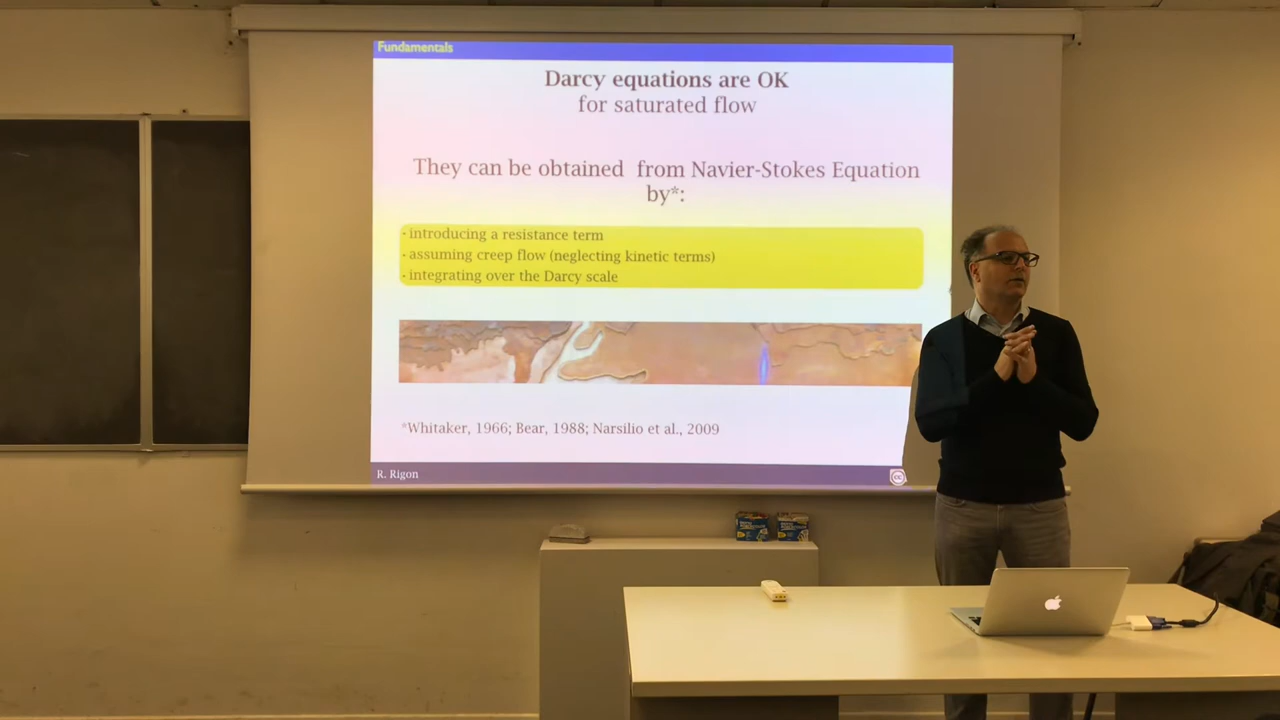 Fundamentals
Darcy equations are OK
for saturated flow
They can be obtained from Navier-Stokes Equation
by*:
- introducing a resistance term
- assuming creep flow (neglecting kinetic terms)
- integrating over the Darcy scale
*Whitaker, 1966; Bear, 1988; Narsilio et al., 2009
R. Rigon